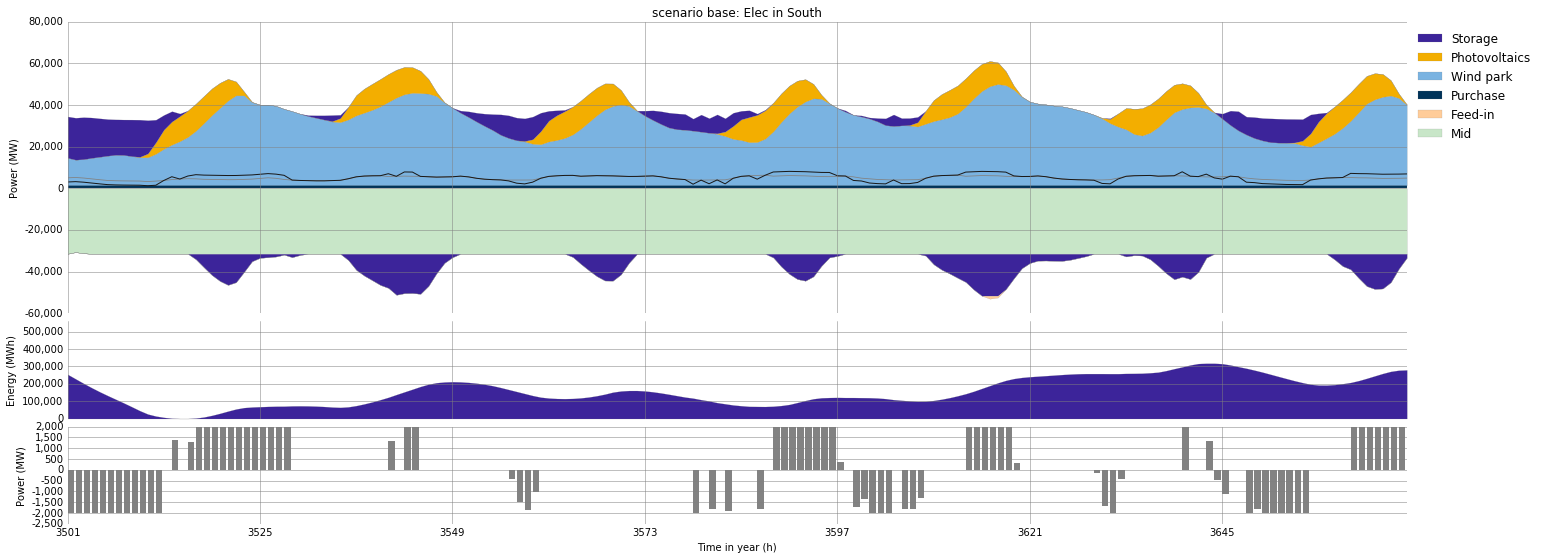 scenario base: Elec in South
80,000
60,000
40,000
20,000
0
-20,000
-40,000
-60,000
Power (MW)
Storage
Photovoltaics
Wind park
Purchase
Feed-in
Mid
500,000
400,000
300,000
200,000
100,000
0
Energy (MWh)
2,000
1,500
1,000
500
0
-500
-1,000
-1,500
-2,000
-2,500
Power (MW)
3501 3525 3549 3573 3597 3621 3645
Time in year (h)